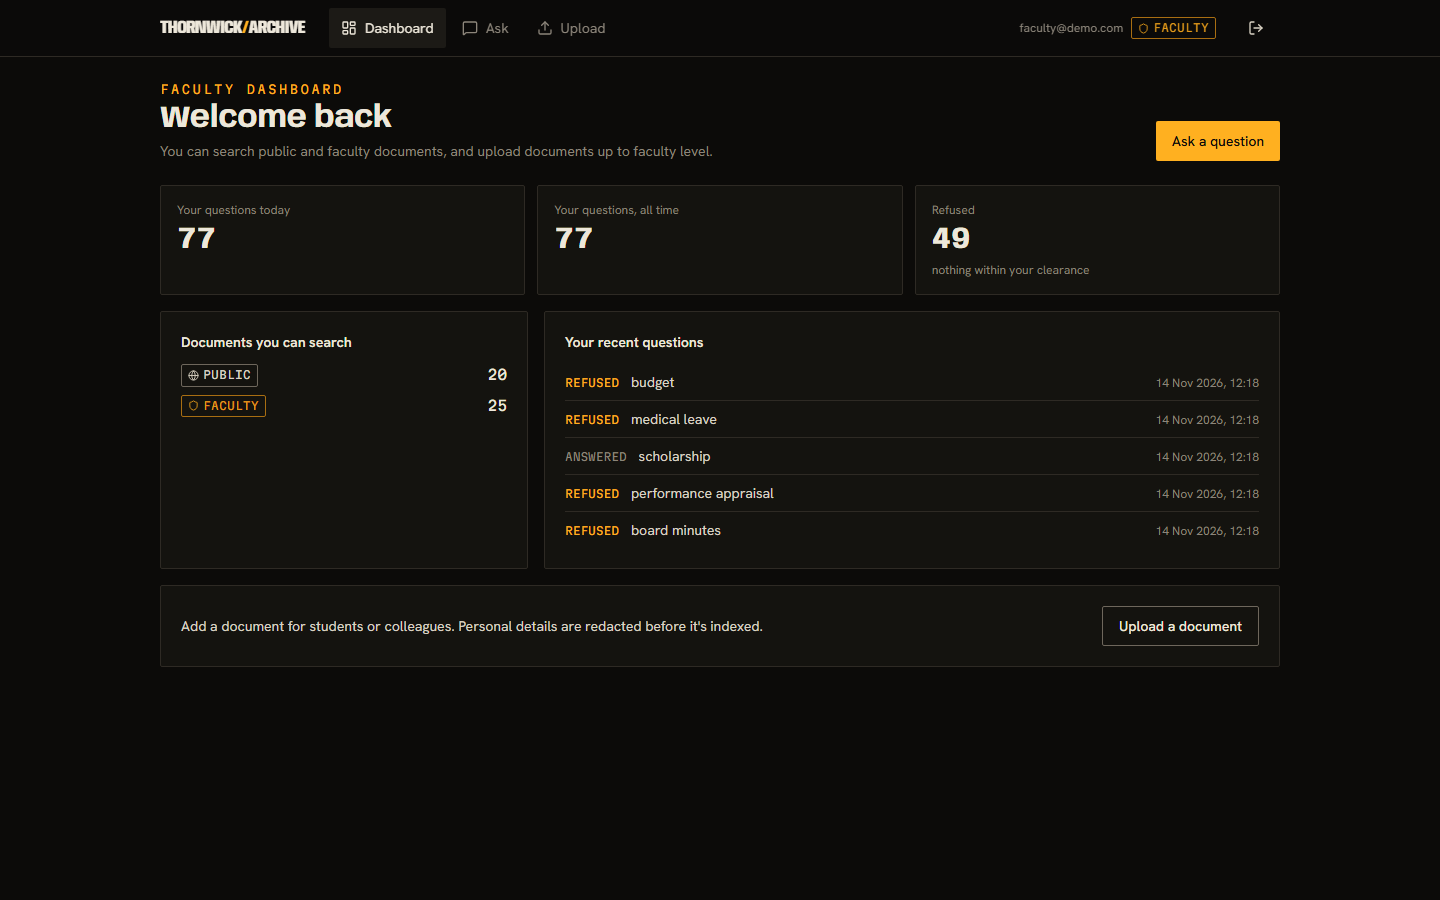 THORNWICK/ARCHIVE Dashboard Ask Upload faculty@demo.com FACULTY
FACULTY DASHBOARD
Welcome back
You can search public and faculty documents, and upload documents up to faculty level.
Ask a question
Your questions today
77
Your questions, all time
77
Refused
49
nothing within your clearance
Documents you can search
PUBLIC 20
FACULTY 25
Your recent questions
REFUSED budget 14 Nov 2026, 12:18
REFUSED medical leave 14 Nov 2026, 12:18
ANSWERED scholarship 14 Nov 2026, 12:18
REFUSED performance appraisal 14 Nov 2026, 12:18
REFUSED board minutes 14 Nov 2026, 12:18
Add a document for students or colleagues. Personal details are redacted before it's indexed.
Upload a document